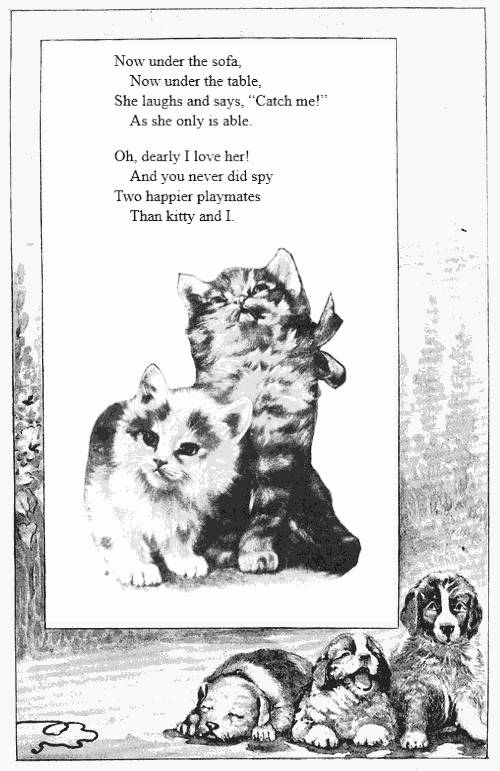 Now under the sofa,
Now under the table,
She laughs and says, “Catch me!”
As she only is able.
Oh, dearly I love her!
And you never did spy
Two happier playmates
Than kitty and I.